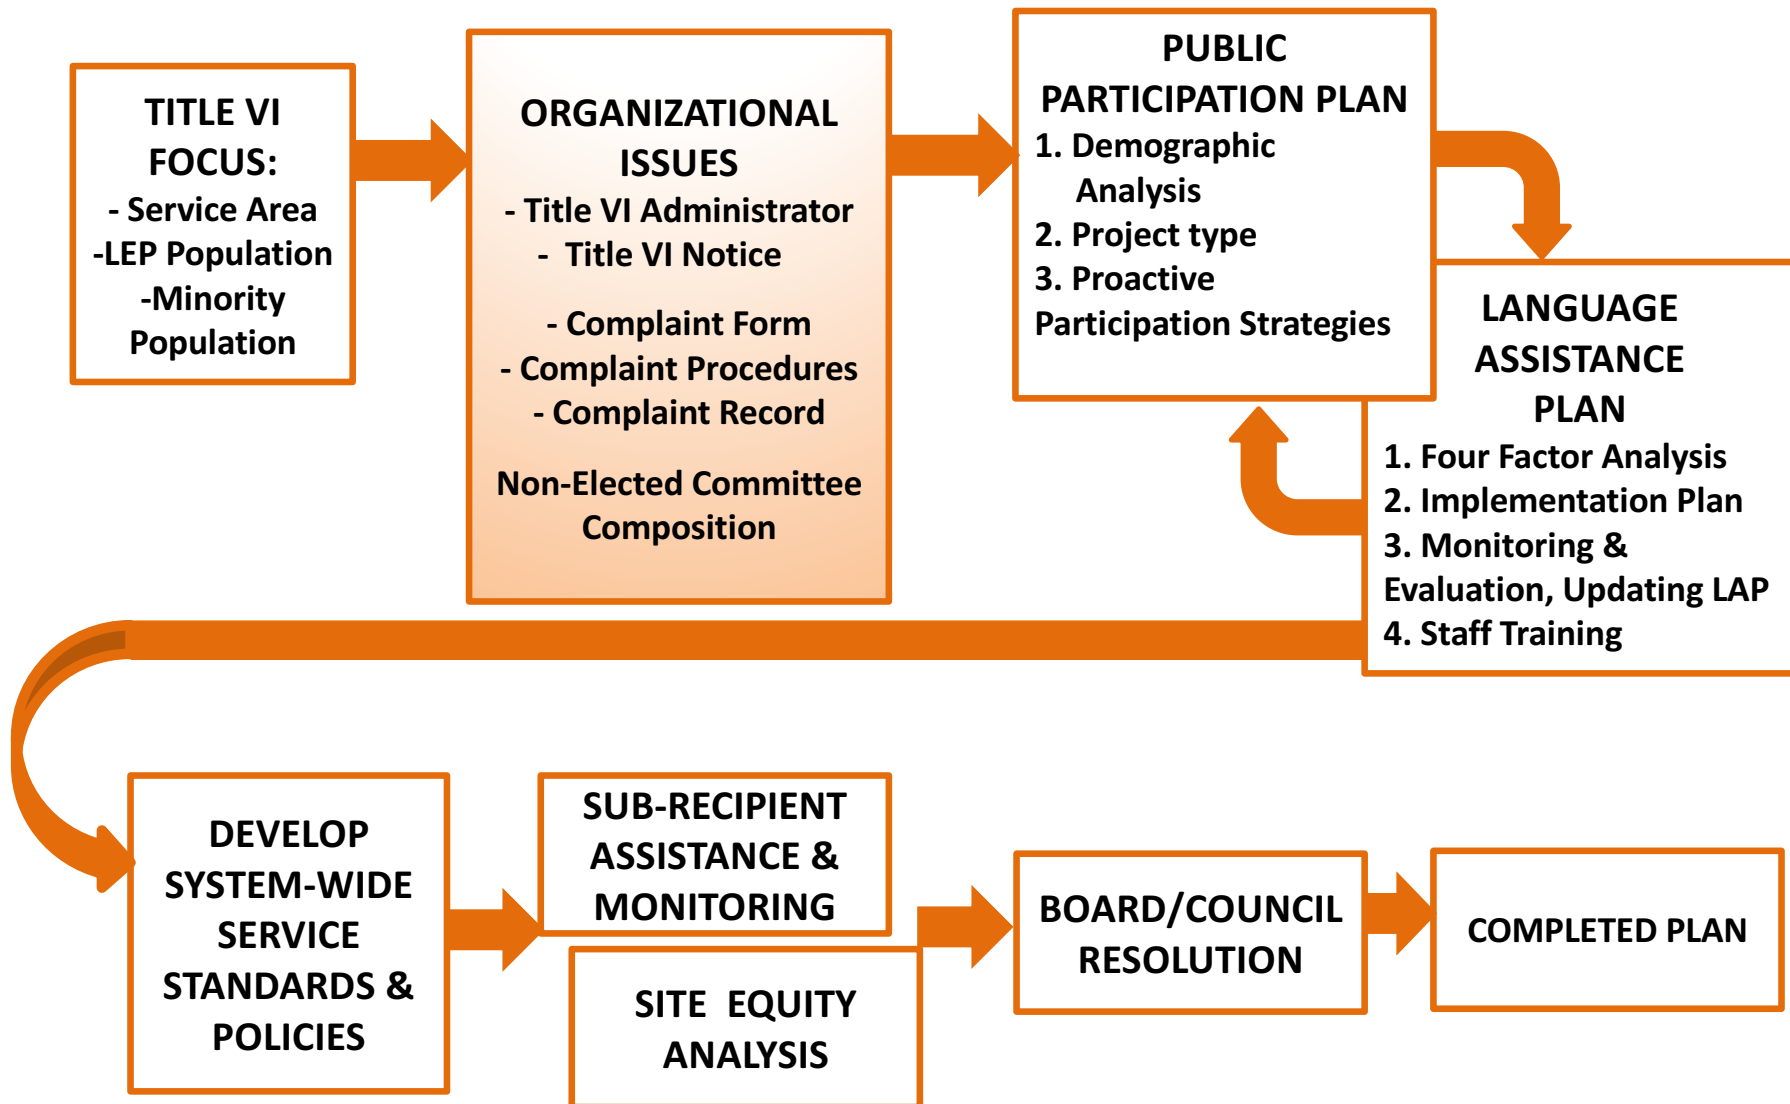 TITLE VI
FOCUS:
- Service Area
-LEP Population
-Minority
Population
ORGANIZATIONAL
ISSUES
- Title VI Administrator
- Title VI Notice
- Complaint Form
- Complaint Procedures
- Complaint Record
Non-Elected Committee
Composition
PUBLIC
PARTICIPATION PLAN
1. Demographic
Analysis
2. Project type
3. Proactive
Participation Strategies
LANGUAGE
ASSISTANCE
PLAN
1. Four Factor Analysis
2. Implementation Plan
3. Monitoring &
Evaluation, Updating LAP
4. Staff Training
DEVELOP
SYSTEM-WIDE
SERVICE
STANDARDS &
POLICIES
SUB-RECIPIENT
ASSISTANCE &
MONITORING
SITE EQUITY
ANALYSIS
BOARD/COUNCIL
RESOLUTION
COMPLETED PLAN